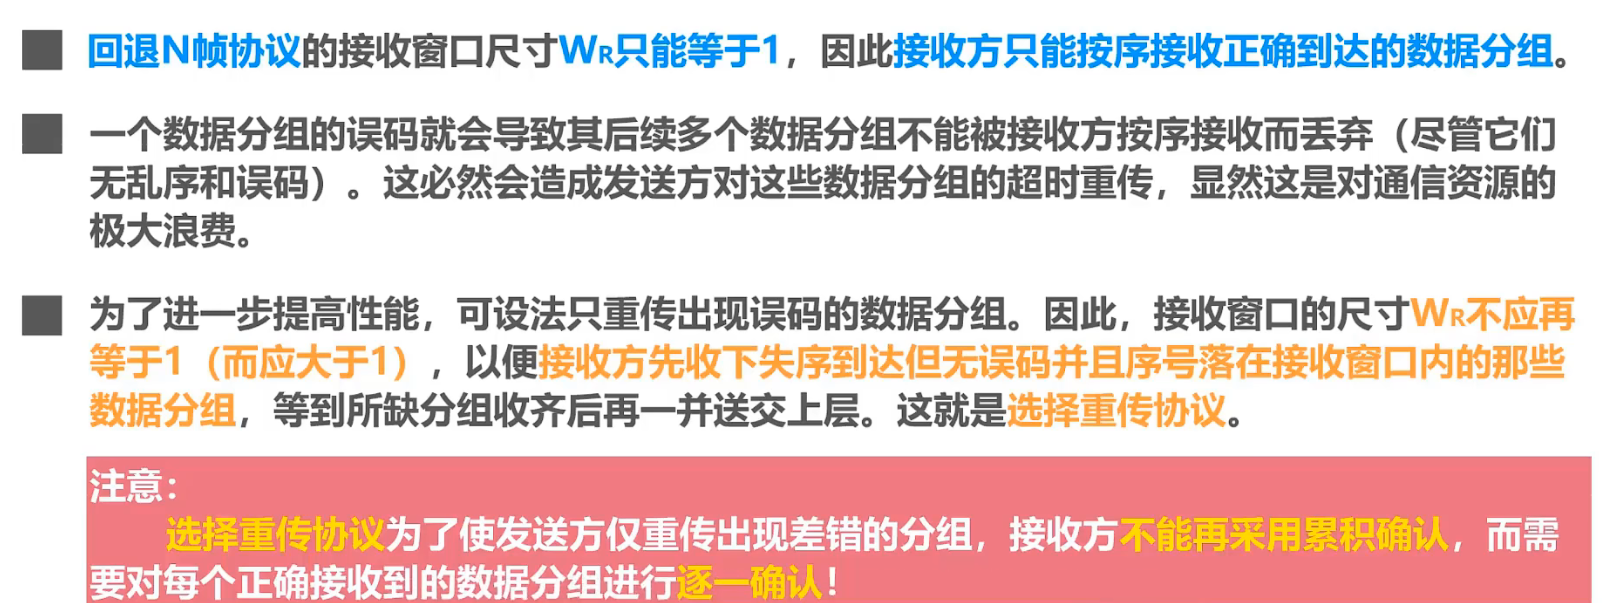 回退N帧协议的接收窗口尺寸WR只能等于1，因此接收方只能按序接收正确到达的数据分组。
一个数据分组的误码就会导致其后续多个数据分组不能被接收方按序接收而丢弃（尽管它们
无乱序和误码）。这必然会造成发送方对这些数据分组的超时重传，显然这是对通信资源的
极大浪费。
为了进一步提高性能，可设法只重传出现误码的数据分组。因此，接收窗口的尺寸WR不应再
等于1（而应大于1），以便接收方先收下失序到达但无误码并且序号落在接收窗口内的那些
数据分组，等到所缺分组收齐后再一并送交上层。这就是选择重传协议。
注意：
选择重传协议为了使发送方仅重传出现差错的分组，接收方不能再采用累积确认，而需
要对每个正确接收到的数据分组进行逐一确认！